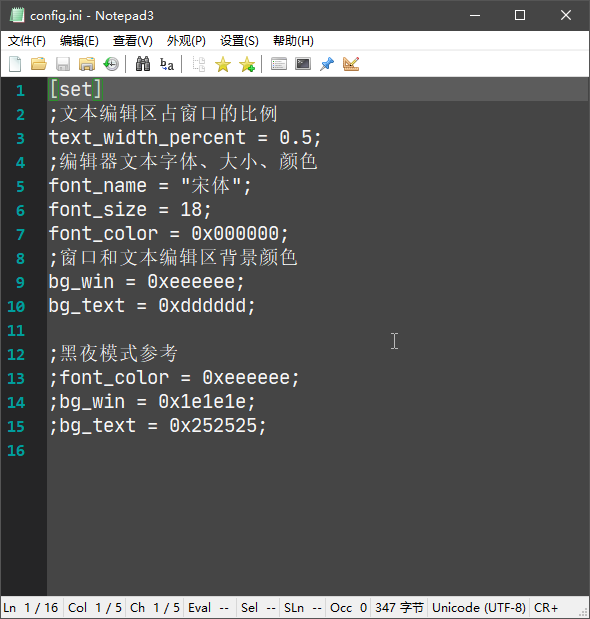 config.ini - Notepad3
文件(F) 编辑(E) 查看(V) 外观(P) 设置(S) 帮助(H)
1 [set]
2 ;文本编辑区占窗口的比例
3 text_width_percent = 0.5;
4 ;编辑器文本字体、大小、颜色
5 font_name = "宋体";
6 font_size = 18;
7 font_color = 0x000000;
8 ;窗口和文本编辑区背景颜色
9 bg_win = 0xeeeeee;
10 bg_text = 0xdddddd;
11
12 ;黑夜模式参考
13 ;font_color = 0xeeeeee;
14 ;bg_win = 0x1e1e1e;
15 ;bg_text = 0x252525;
16
Ln 1 / 16 Col 1 / 5 Ch 1 / 5 Eval -- Sel -- SLn -- Occ 0 347 字节 Unicode (UTF-8) CR+